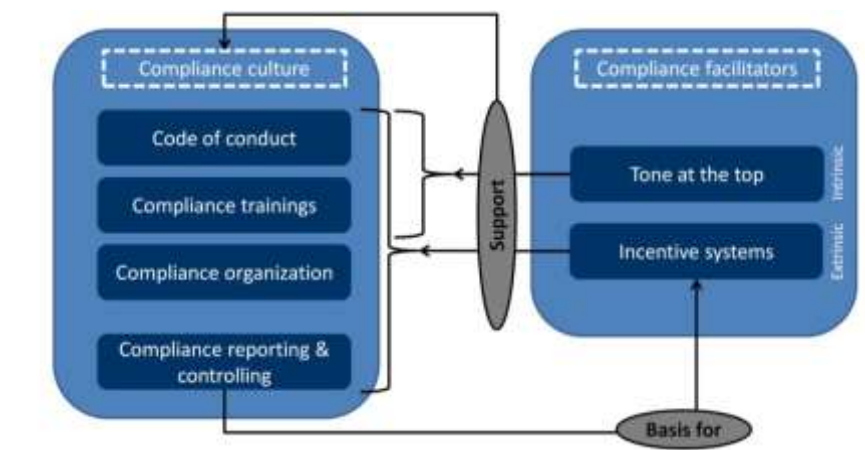 Compliance culture
Code of conduct
Compliance trainings
Compliance organization
Compliance reporting &
controlling
Support
Compliance facilitators
Tone at the top
Intrinsic
Incentive systems
Extrinsic
Basis for